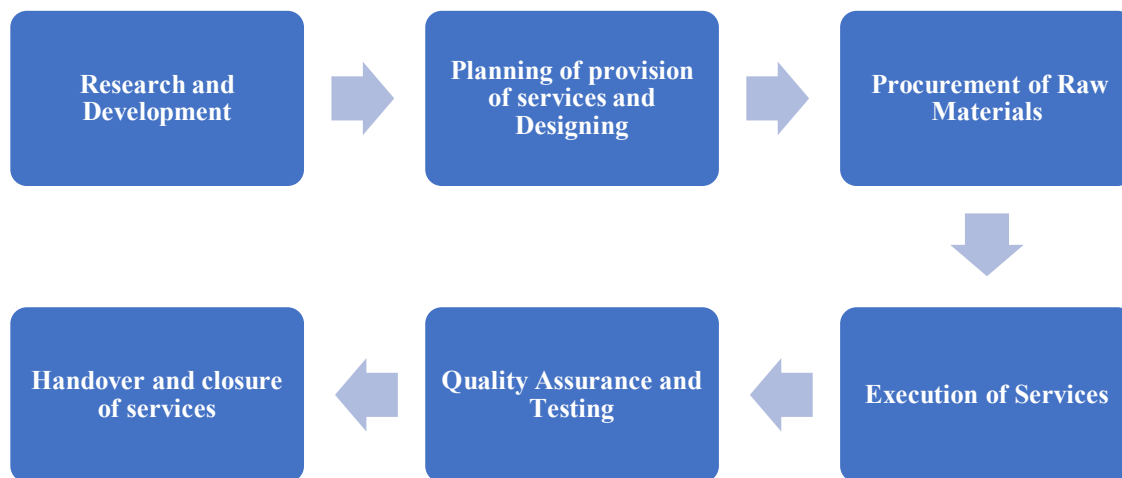 Research and
Development
Planning of provision
of services and
Designing
Procurement of Raw
Materials
Execution of Services
Quality Assurance and
Testing
Handover and closure
of services